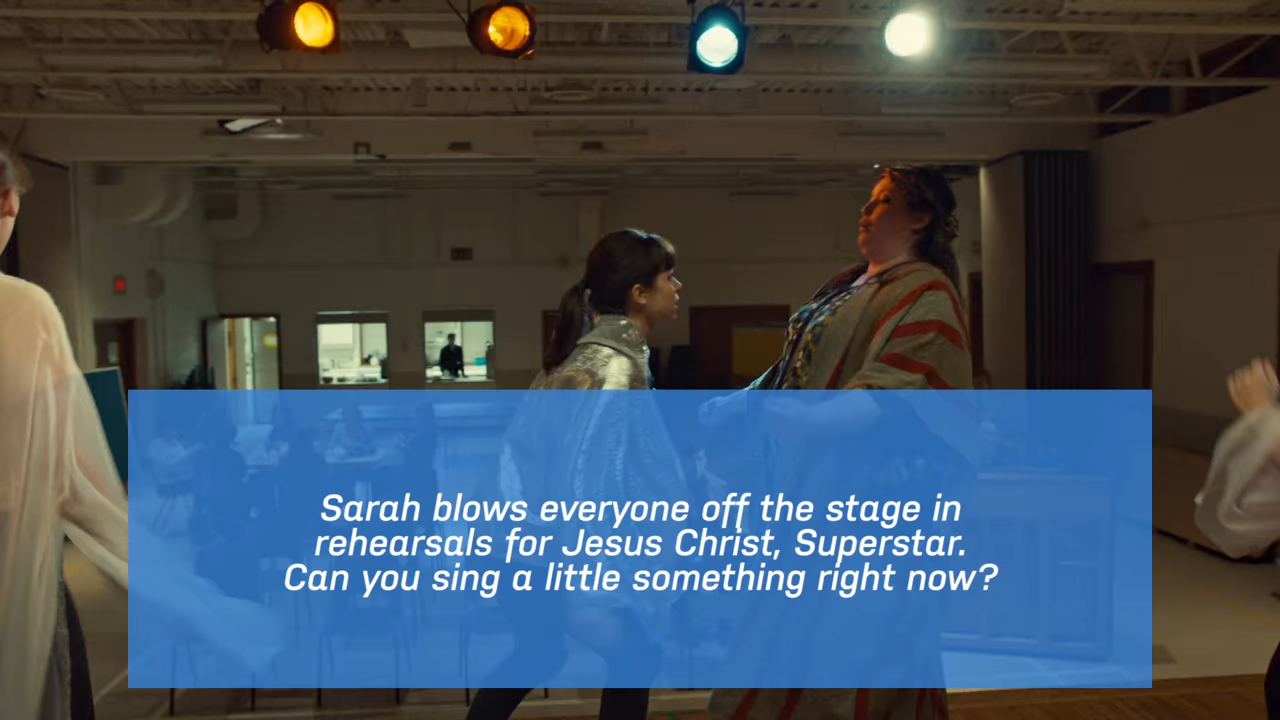 Sarah blows everyone off the stage in
rehearsals for Jesus Christ, Superstar.
Can you sing a little something right now?